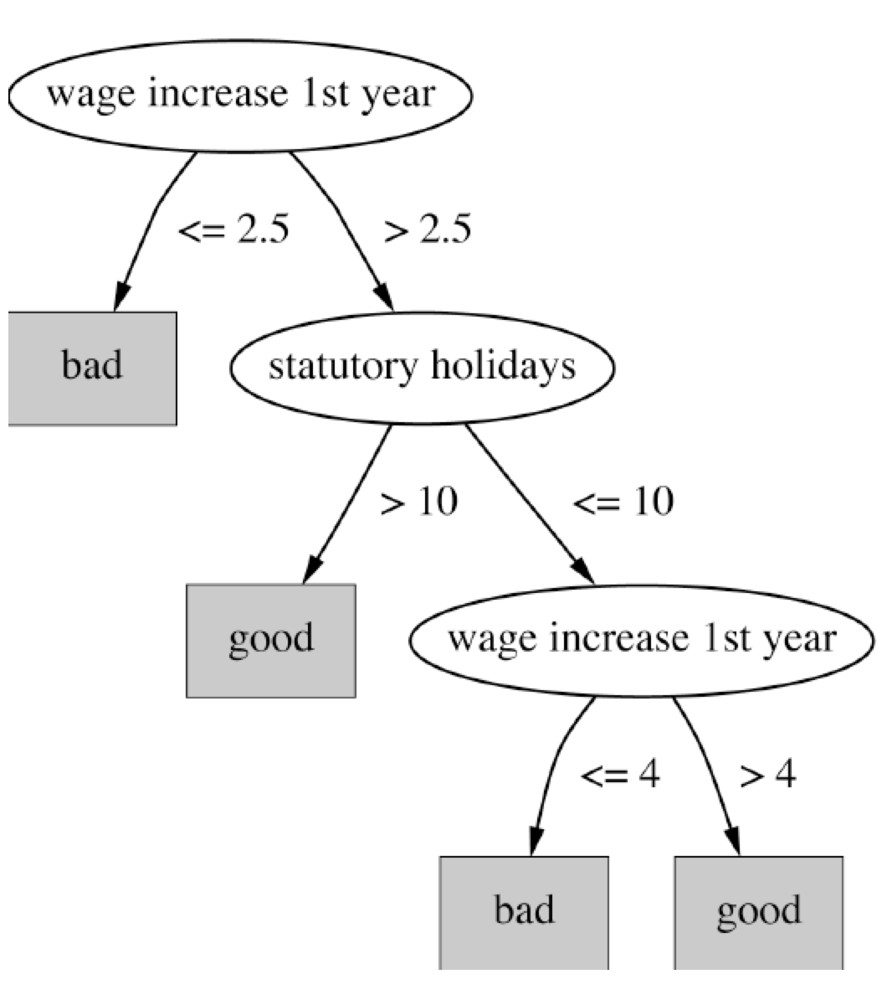 wage increase 1st year
<= 2.5
> 2.5
bad
statutory holidays
> 10
<= 10
good
wage increase 1st year
<= 4
> 4
bad
good